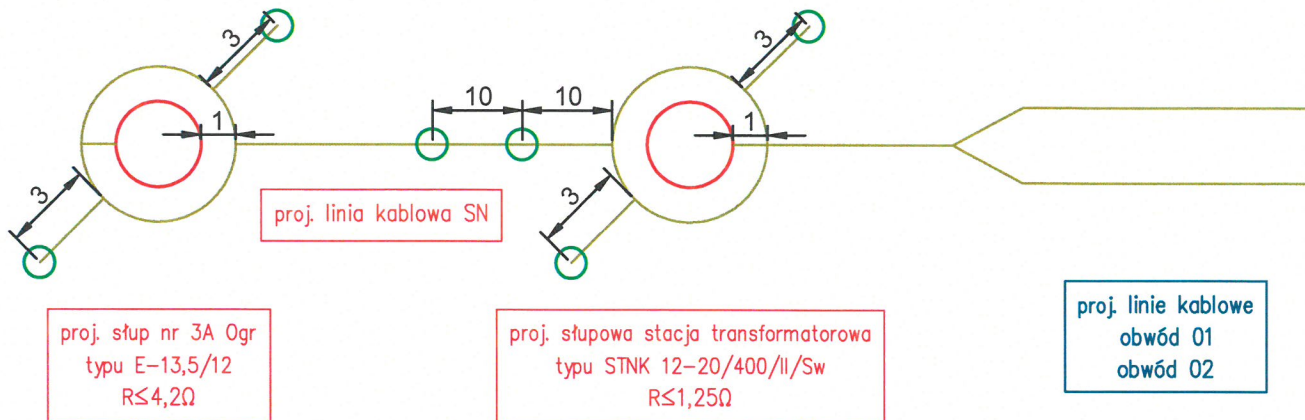 3
3
10
10
1
1
3
3
proj. linia kablowa SN
proj. słup nr 3A Ogr
typu E-13,5/12
R≤4,2Ω
proj. słupowa stacja transformatorowa
typu STNK 12-20/400/II/Sw
R≤1,25Ω
proj. linie kablowe
obwód 01
obwód 02